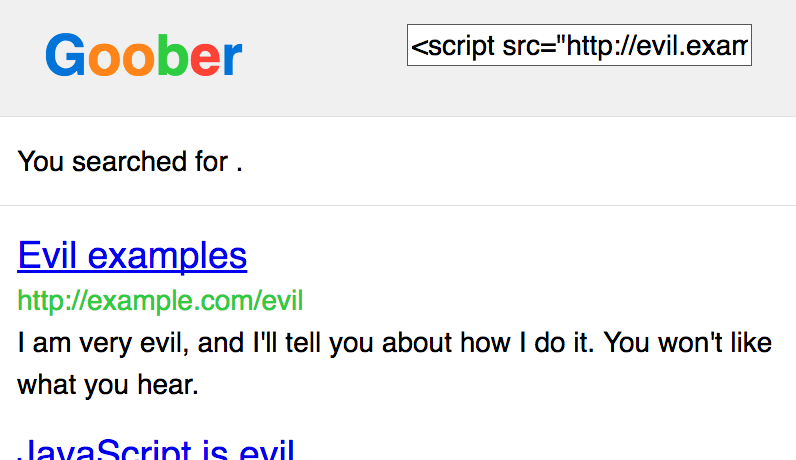 Goober
<script src="http://evil.exam
You searched for .
Evil examples
http://example.com/evil
I am very evil, and I'll tell you about how I do it. You won't like
what you hear.
JavaScript is evil